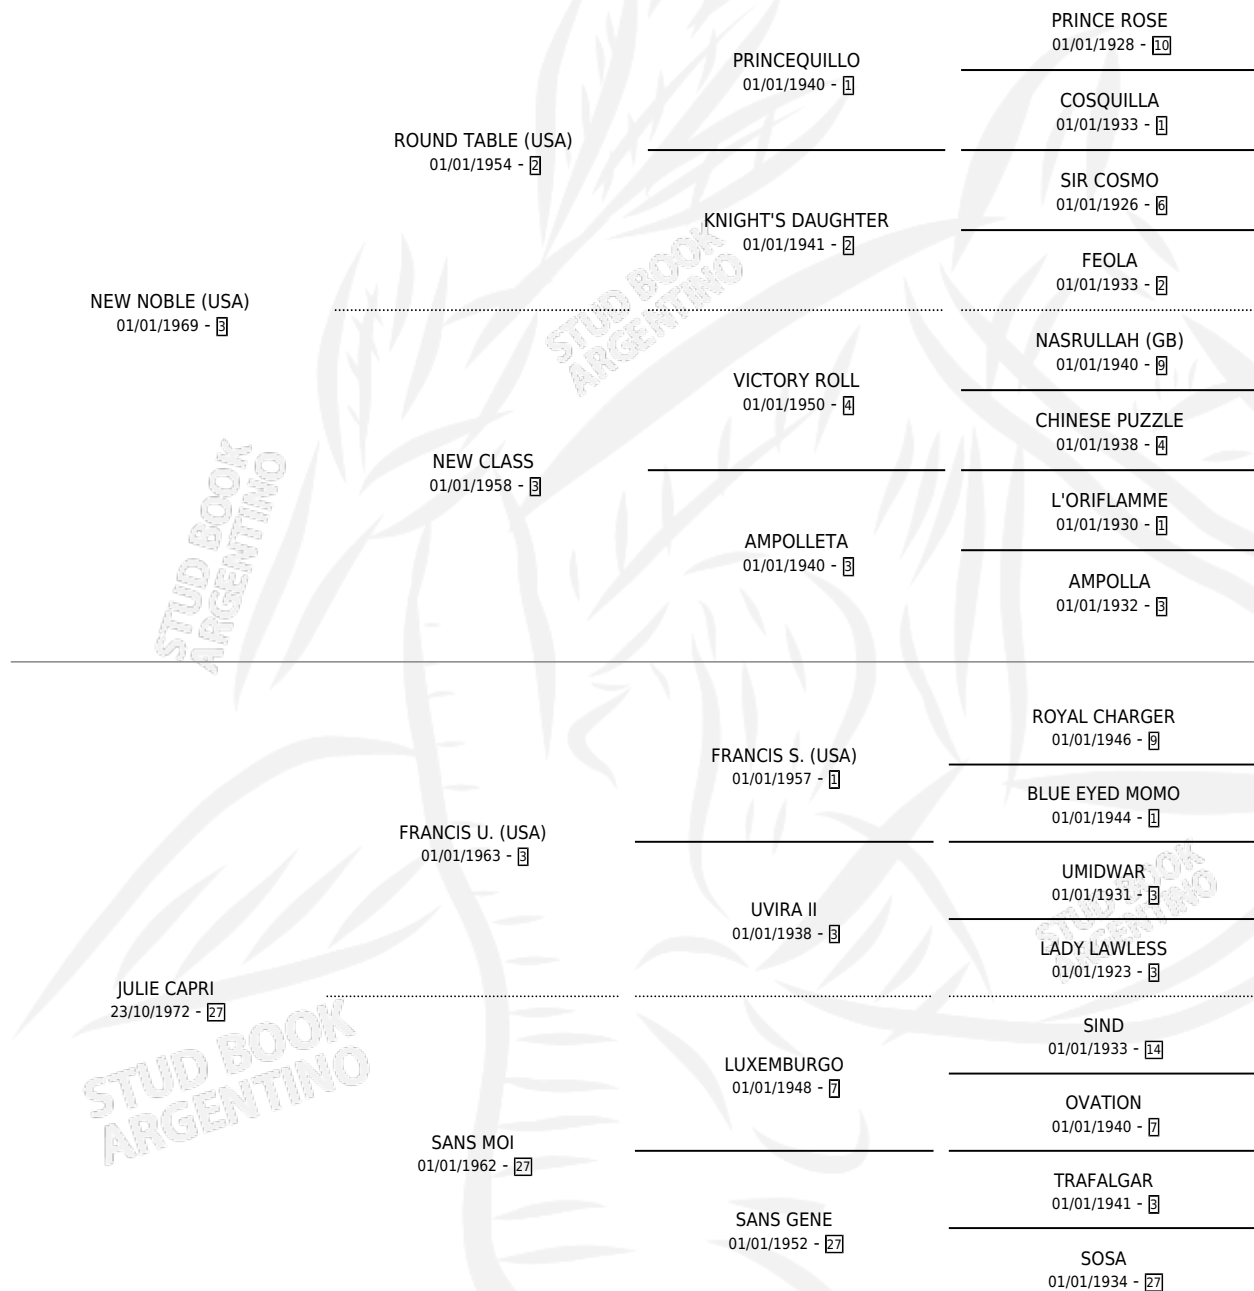 PRINCE ROSE
01/01/1928 - 10
PRINCEQUILLO
01/01/1940 - 1
COSQUILLA
01/01/1933 - 1
ROUND TABLE (USA)
01/01/1954 - 2
SIR COSMO
01/01/1926 - 6
KNIGHT'S DAUGHTER
01/01/1941 - 2
FEOLA
01/01/1933 - 2
NEW NOBLE (USA)
01/01/1969 - 3
STUD BOOK
ARGENTINO
NASRULLAH (GB)
01/01/1940 - 9
VICTORY ROLL
01/01/1950 - 4
CHINESE PUZZLE
01/01/1938 - 4
NEW CLASS
01/01/1958 - 3
L'ORIFLAMME
01/01/1930 - 1
AMPOLLETA
01/01/1940 - 3
AMPOLLA
01/01/1932 - 3
STUD BOOK
ARGENTINO
ROYAL CHARGER
01/01/1946 - 9
FRANCIS S. (USA)
01/01/1957 - 1
BLUE EYED MOMO
01/01/1944 - 1
FRANCIS U. (USA)
01/01/1963 - 3
UMIDWAR
01/01/1931 - 3
UVIRA II
01/01/1938 - 3
LADY LAWLESS
01/01/1923 - 3
STUD BOOK
ARGENTINO
JULIE CAPRI
23/10/1972 - 27
SIND
01/01/1933 - 14
LUXEMBURGO
01/01/1948 - 7
OVATION
01/01/1940 - 7
STUD BOOK
ARGENTINO
SANS MOI
01/01/1962 - 27
TRAFALGAR
01/01/1941 - 3
SANS GENE
01/01/1952 - 27
SOSA
01/01/1934 - 27